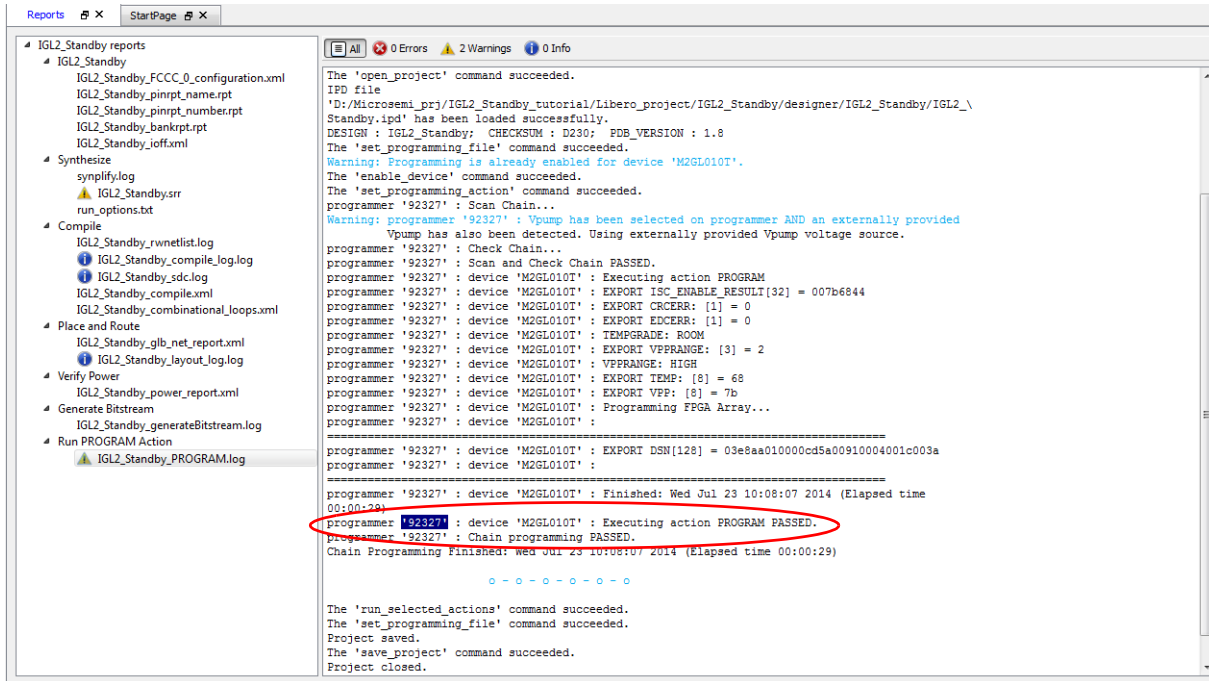 Reports
StartPage
IGL2_Standby reports
IGL2_Standby
IGL2_Standby_FCCC_0_configuration.xml
IGL2_Standby_pinrpt_name.rpt
IGL2_Standby_pinrpt_number.rpt
IGL2_Standby_bankrpt.rpt
IGL2_Standby_ioff.xml
Synthesize
synplify.log
IGL2_Standby.srr
run_options.txt
Compile
IGL2_Standby_rwnetlist.log
IGL2_Standby_compile_log.log
IGL2_Standby_sdc.log
IGL2_Standby_compile.xml
IGL2_Standby_combinational_loops.xml
Place and Route
IGL2_Standby_glb_net_report.xml
IGL2_Standby_layout_log.log
Verify Power
IGL2_Standby_power_report.xml
Generate Bitstream
IGL2_Standby_generateBitstream.log
Run PROGRAM Action
IGL2_Standby_PROGRAM.log
All 0 Errors 2 Warnings 0 Info
The 'open_project' command succeeded.
IPD file
'D:/Microsemi_prj/IGL2_Standby_tutorial/Libero_project/IGL2_Standby/designer/IGL2_Standby/IGL2_\
Standby.ipd' has been loaded successfully.
DESIGN : IGL2_Standby; CHECKSUM : D230; PDB_VERSION : 1.8
The 'set_programming_file' command succeeded.
Warning: Programming is already enabled for device 'M2GL010T'.
The 'enable_device' command succeeded.
The 'set_programming_action' command succeeded.
programmer '92327' : Scan Chain...
Warning: programmer '92327' : Vpump has been selected on programmer AND an externally provided
Vpump has also been detected. Using externally provided Vpump voltage source.
programmer '92327' : Check Chain...
programmer '92327' : Scan and Check Chain PASSED.
programmer '92327' : device 'M2GL010T' : Executing action PROGRAM
programmer '92327' : device 'M2GL010T' : EXPORT ISC_ENABLE_RESULT[32] = 007b6844
programmer '92327' : device 'M2GL010T' : EXPORT CRCERR: [1] = 0
programmer '92327' : device 'M2GL010T' : EXPORT EDCERR: [1] = 0
programmer '92327' : device 'M2GL010T' : TEMPGRADE: ROOM
programmer '92327' : device 'M2GL010T' : EXPORT VPPRANGE: [3] = 2
programmer '92327' : device 'M2GL010T' : VPPRANGE: HIGH
programmer '92327' : device 'M2GL010T' : EXPORT TEMP: [8] = 68
programmer '92327' : device 'M2GL010T' : EXPORT VPP: [8] = 7b
programmer '92327' : device 'M2GL010T' : Programming FPGA Array...
programmer '92327' : device 'M2GL010T' :
=====================================================================================
programmer '92327' : device 'M2GL010T' : EXPORT DSN[128] = 03e8aa010000cd5a00910004001c003a
programmer '92327' : device 'M2GL010T' :
=====================================================================================
programmer '92327' : device 'M2GL010T' : Finished: Wed Jul 23 10:08:07 2014 (Elapsed time
00:00:29)
programmer '92327' : device 'M2GL010T' : Executing action PROGRAM PASSED.
programmer '92327' : Chain programming PASSED.
Chain Programming Finished: Wed Jul 23 10:08:07 2014 (Elapsed time 00:00:29)
o - o - o - o - o - o
The 'run_selected_actions' command succeeded.
The 'set_programming_file' command succeeded.
Project saved.
The 'save_project' command succeeded.
Project closed.